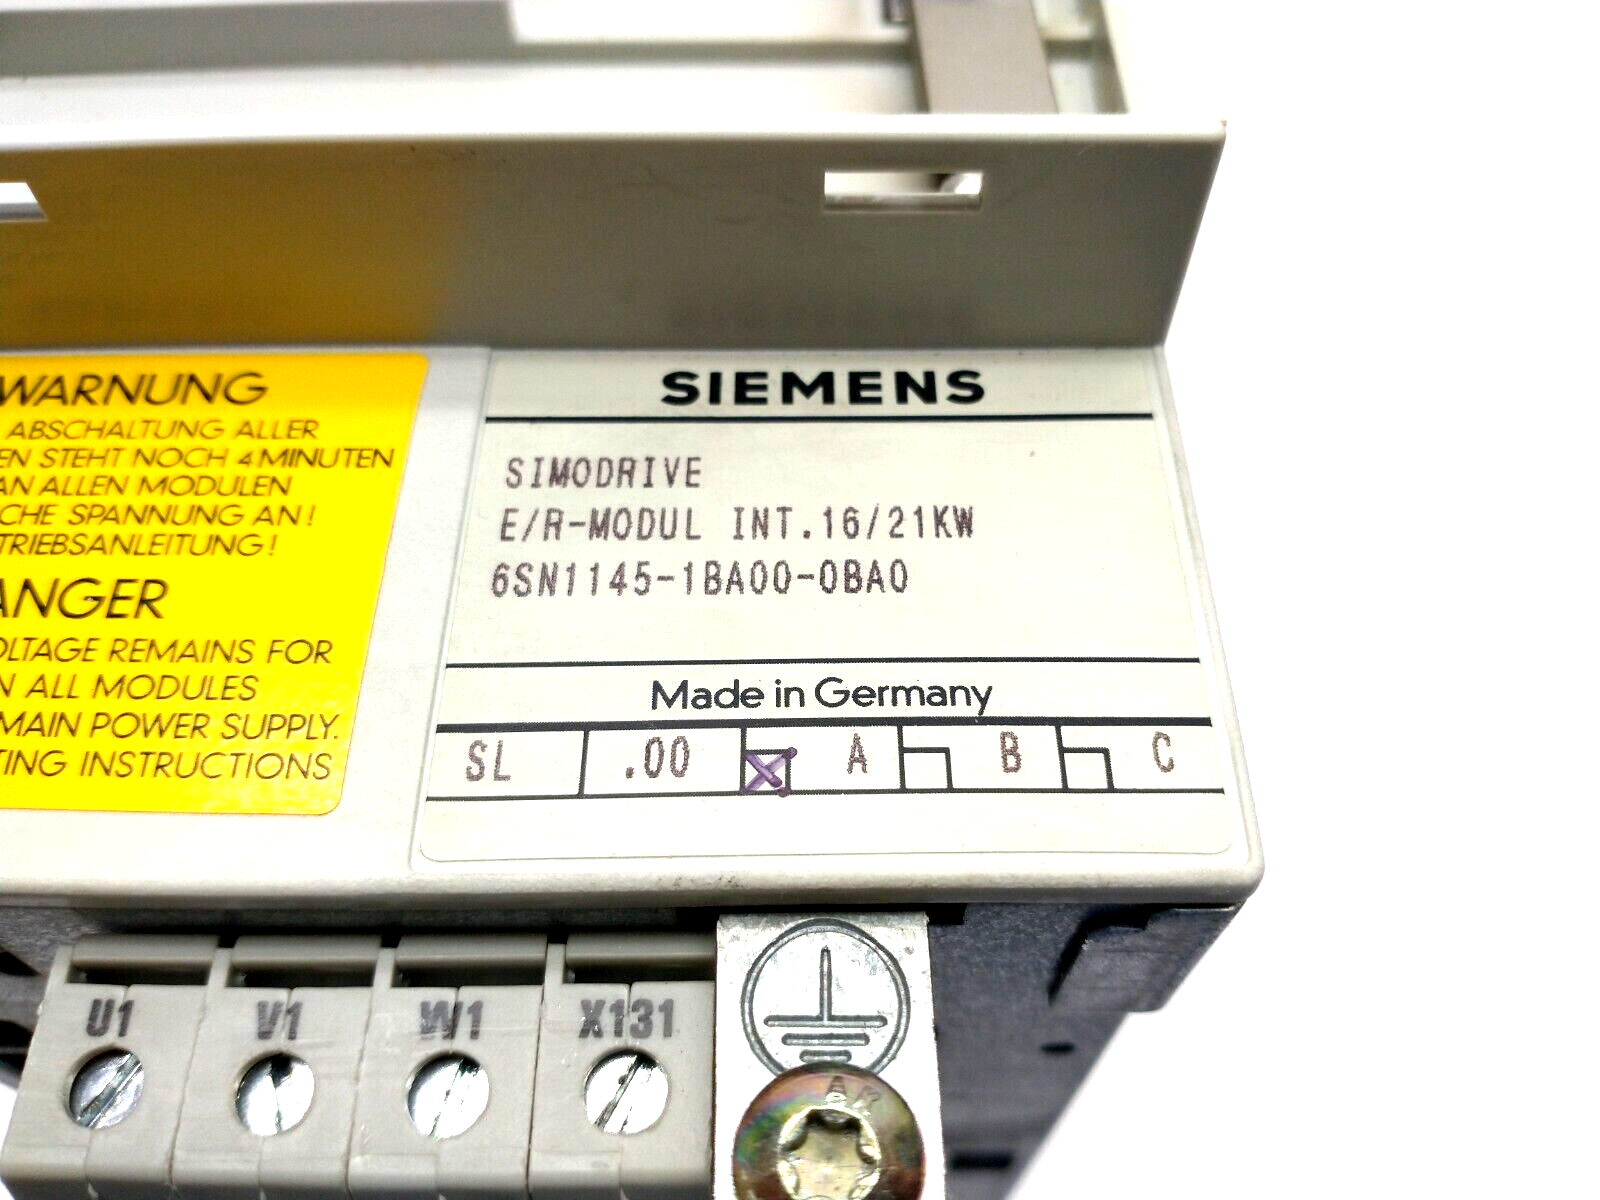 WARNUNG
ABSCHALTUNG ALLER
EN STEHT NOCH 4 MINUTEN
AN ALLEN MODULEN
CHE SPANNUNG AN!
TRIEBSANLEITUNG!
ANGER
OLTAGE REMAINS FOR
N ALL MODULES
MAIN POWER SUPPLY.
TING INSTRUCTIONS
SIEMENS
SIMODRIVE
E/R-MODUL INT.16/21KW
6SN1145-1BA00-0BA0
Made in Germany
SL .00 A B C
U1 V1 W1 X131